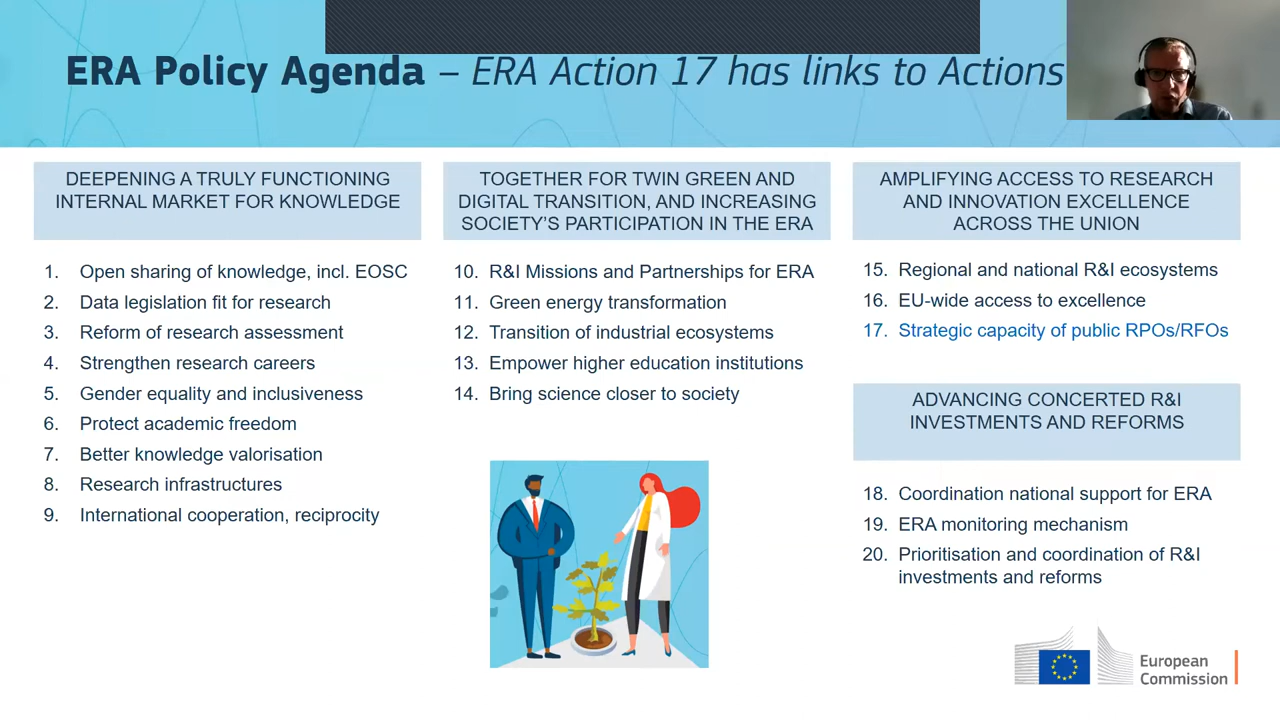 ERA Policy Agenda – ERA Action 17 has links to Actions
DEEPENING A TRULY FUNCTIONING
INTERNAL MARKET FOR KNOWLEDGE
1. Open sharing of knowledge, incl. EOSC
2. Data legislation fit for research
3. Reform of research assessment
4. Strengthen research careers
5. Gender equality and inclusiveness
6. Protect academic freedom
7. Better knowledge valorisation
8. Research infrastructures
9. International cooperation, reciprocity
TOGETHER FOR TWIN GREEN AND
DIGITAL TRANSITION, AND INCREASING
SOCIETY'S PARTICIPATION IN THE ERA
10. R&I Missions and Partnerships for ERA
11. Green energy transformation
12. Transition of industrial ecosystems
13. Empower higher education institutions
14. Bring science closer to society
AMPLIFYING ACCESS TO RESEARCH
AND INNOVATION EXCELLENCE
ACROSS THE UNION
15. Regional and national R&I ecosystems
16. EU-wide access to excellence
17. Strategic capacity of public RPOs/RFOs
ADVANCING CONCERTED R&I
INVESTMENTS AND REFORMS
18. Coordination national support for ERA
19. ERA monitoring mechanism
20. Prioritisation and coordination of R&I
investments and reforms
European
Commission